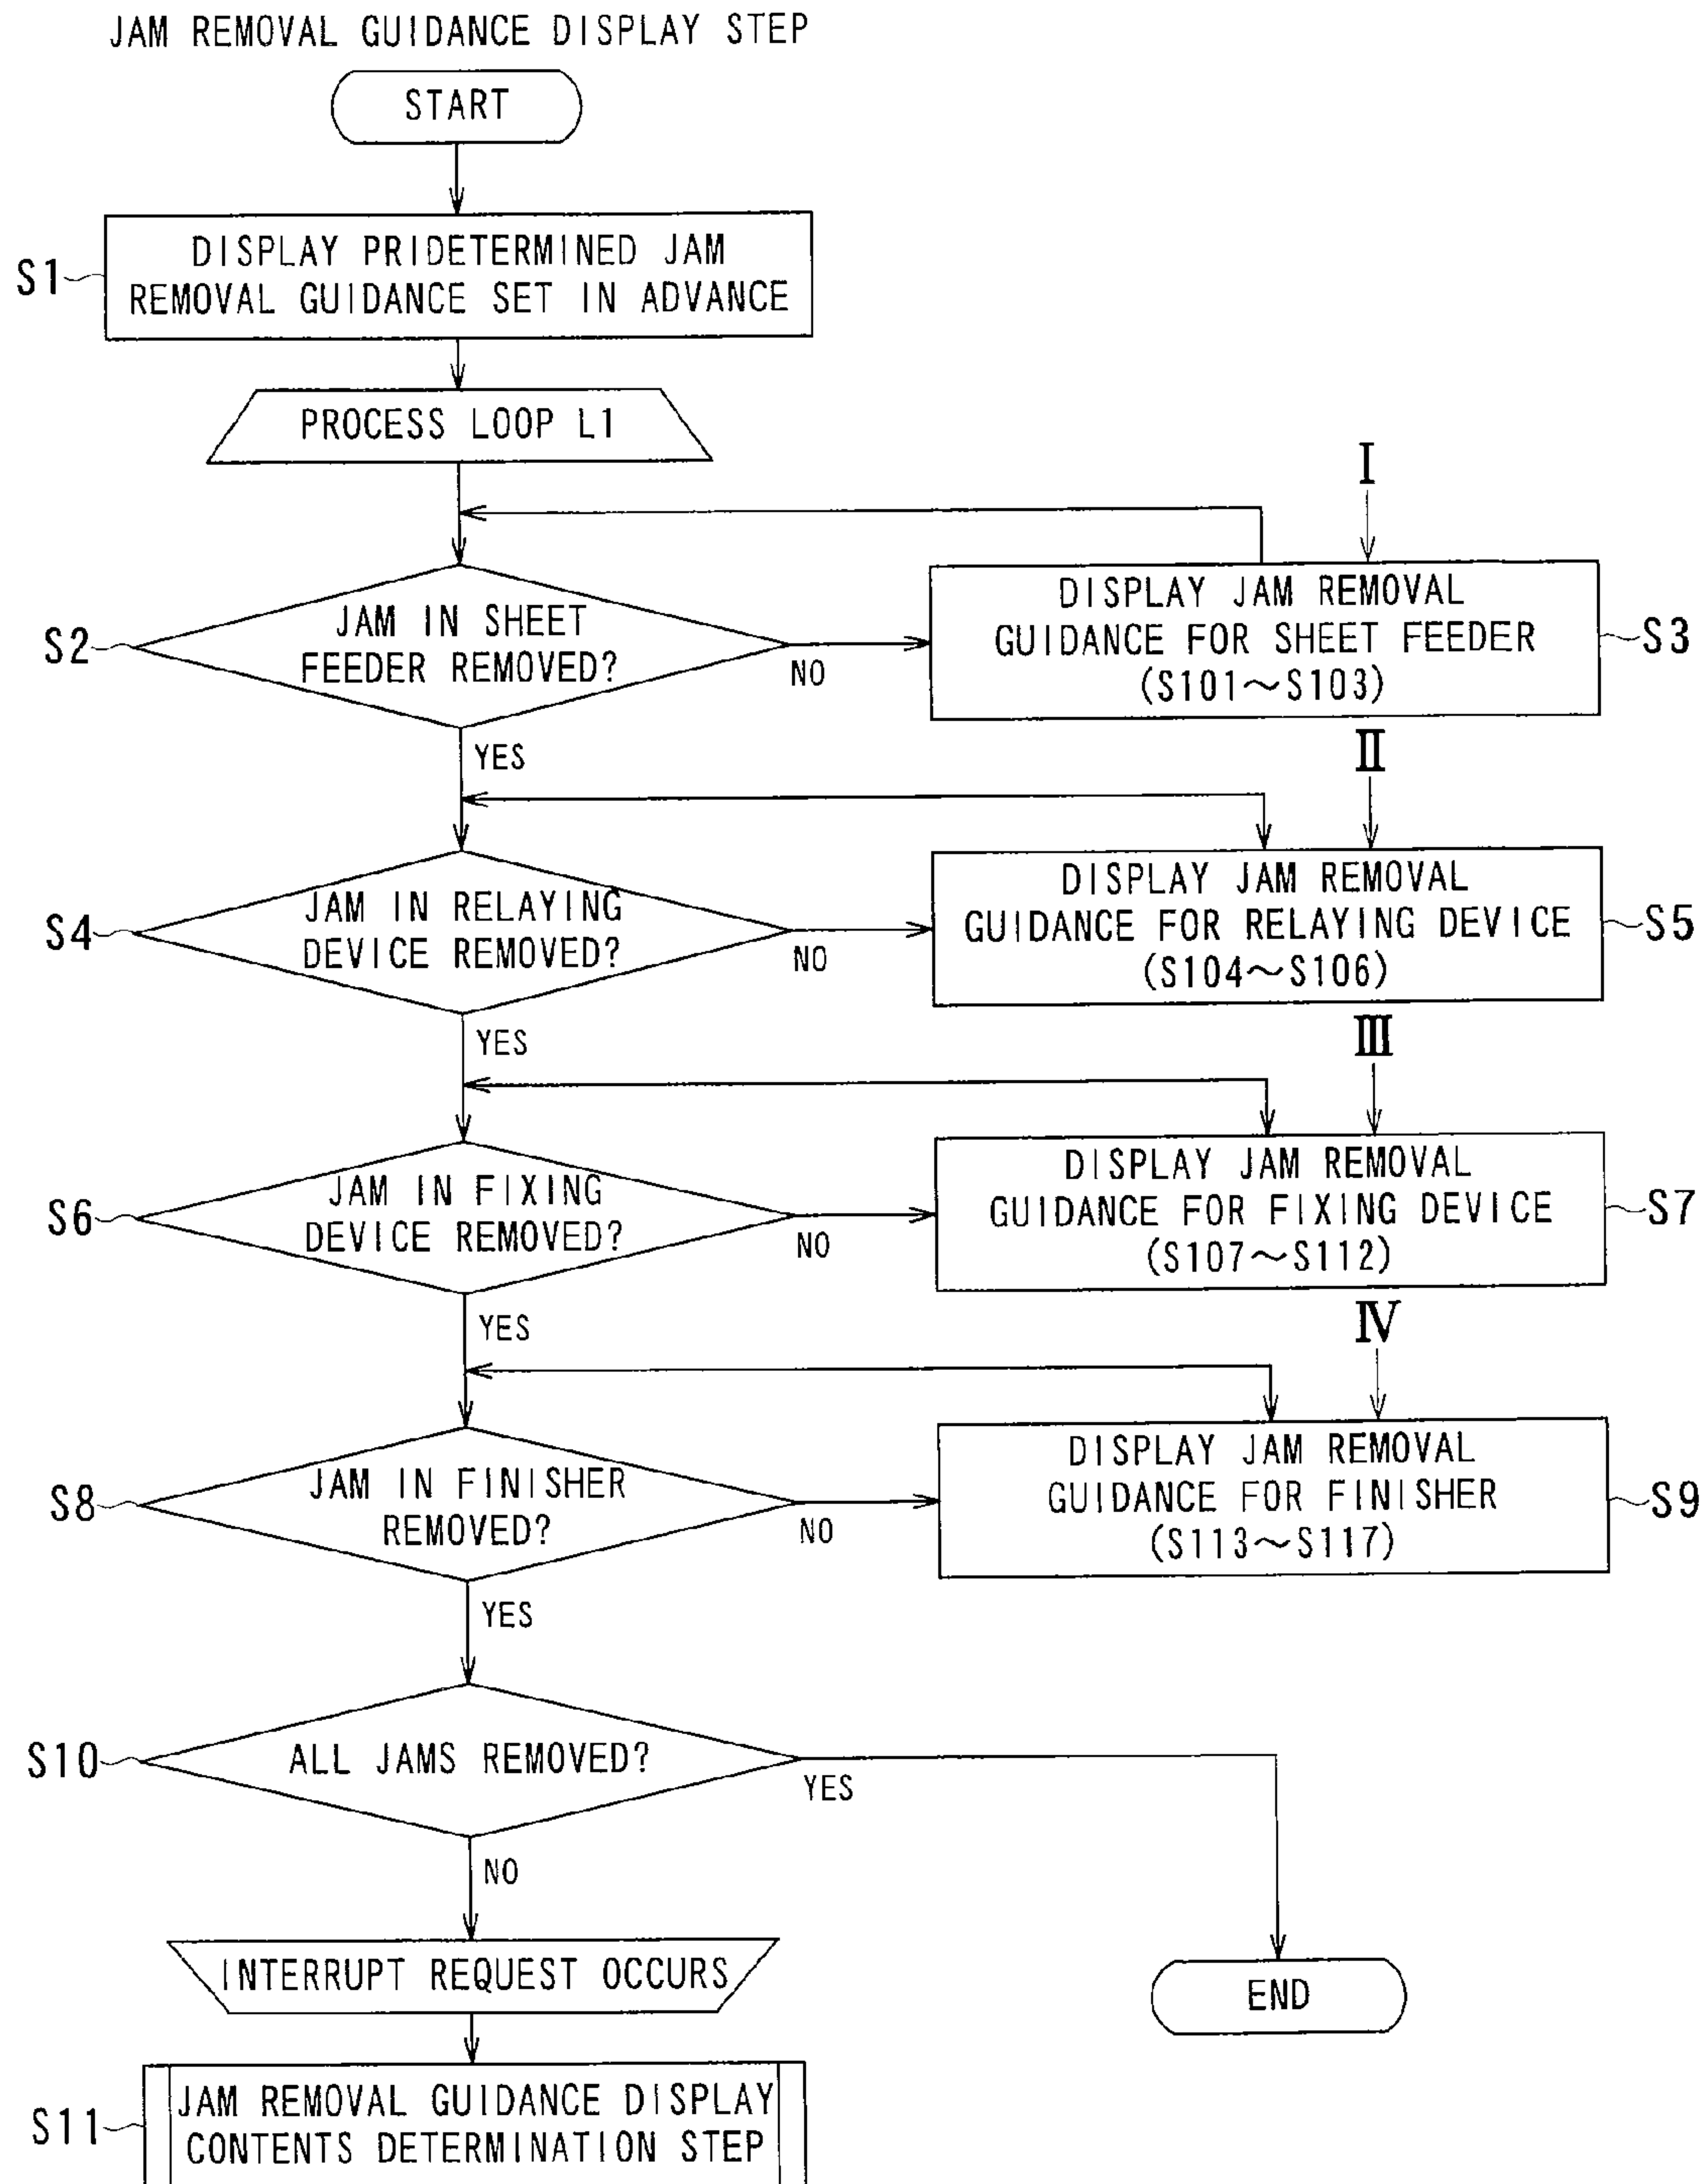 JAM REMOVAL GUIDANCE DISPLAY STEP
START
S1
DISPLAY PRIDETERMINED JAM
REMOVAL GUIDANCE SET IN ADVANCE
PROCESS LOOP L1
I
S2
JAM IN SHEET
FEEDER REMOVED?
NO
DISPLAY JAM REMOVAL
GUIDANCE FOR SHEET FEEDER
(S101～S103)
S3
YES
II
S4
JAM IN RELAYING
DEVICE REMOVED?
NO
DISPLAY JAM REMOVAL
GUIDANCE FOR RELAYING DEVICE
(S104～S106)
S5
YES
III
S6
JAM IN FIXING
DEVICE REMOVED?
NO
DISPLAY JAM REMOVAL
GUIDANCE FOR FIXING DEVICE
(S107～S112)
S7
YES
IV
S8
JAM IN FINISHER
REMOVED?
NO
DISPLAY JAM REMOVAL
GUIDANCE FOR FINISHER
(S113～S117)
S9
YES
S10
ALL JAMS REMOVED?
YES
NO
INTERRUPT REQUEST OCCURS
END
S11
JAM REMOVAL GUIDANCE DISPLAY
CONTENTS DETERMINATION STEP